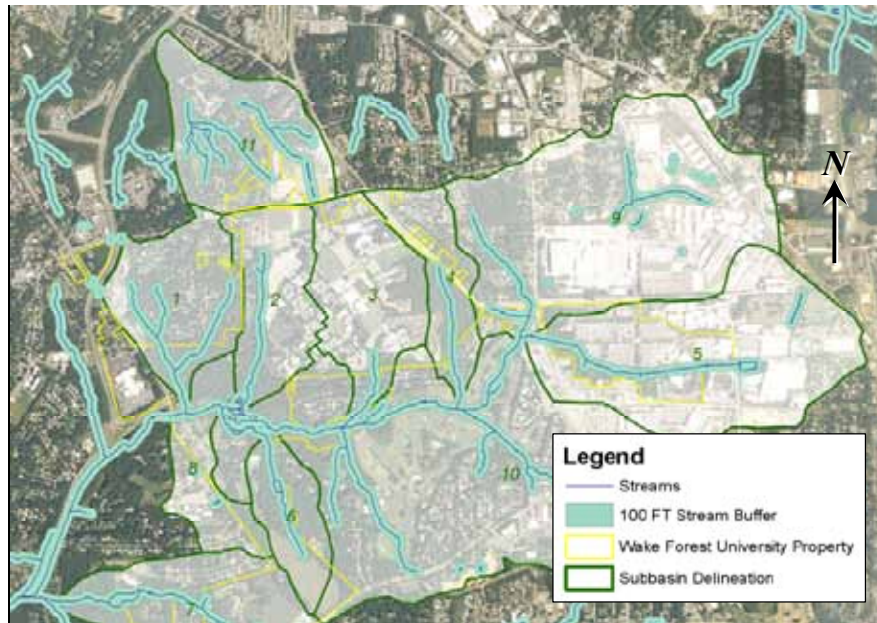 11
N
9
1
2
3
5
8
10
6
7
Legend
Streams
100 FT Stream Buffer
Wake Forest University Property
Subbasin Delineation